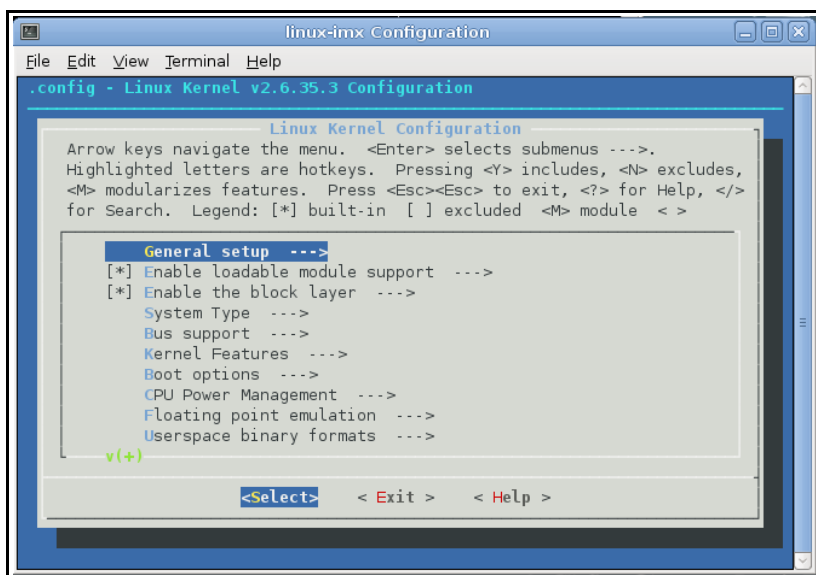 linux-imx Configuration
File Edit View Terminal Help
.config - Linux Kernel v2.6.35.3 Configuration
Linux Kernel Configuration
Arrow keys navigate the menu. <Enter> selects submenus --->.
Highlighted letters are hotkeys. Pressing <Y> includes, <N> excludes,
<M> modularizes features. Press <Esc><Esc> to exit, <?> for Help, </>
for Search. Legend: [*] built-in [ ] excluded <M> module < >
General setup --->
[*] Enable loadable module support --->
[*] Enable the block layer --->
System Type --->
Bus support --->
Kernel Features --->
Boot options --->
CPU Power Management --->
Floating point emulation --->
Userspace binary formats --->
v(+)
<Select> < Exit > < Help >